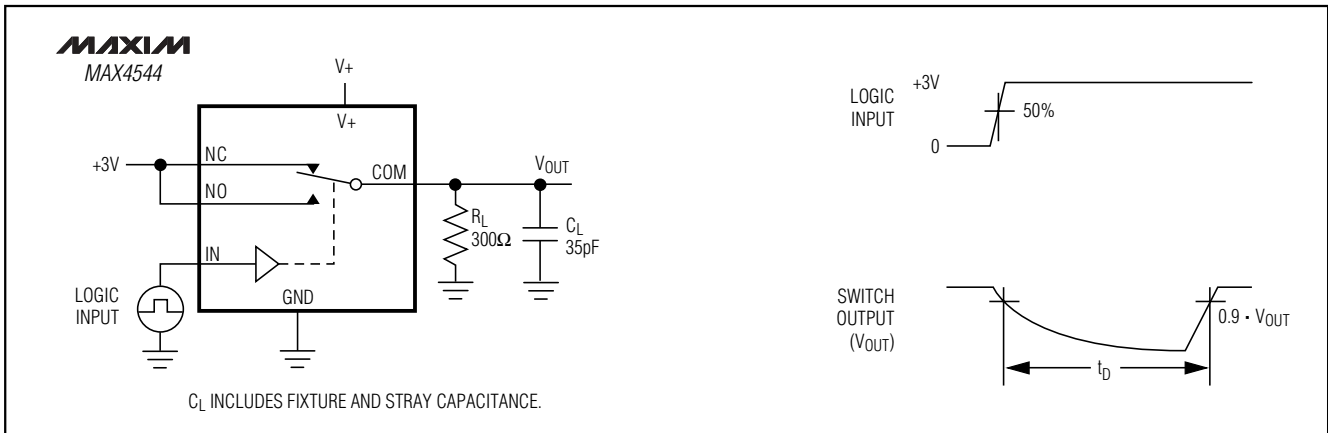 MAXIM
MAX4544
V+
V+
+3V
NC
NO
COM
VOUT
RL
300Ω
CL
35pF
IN
LOGIC
INPUT
GND
CL INCLUDES FIXTURE AND STRAY CAPACITANCE.
LOGIC
INPUT
+3V
50%
0
SWITCH
OUTPUT
(VOUT)
0.9 · VOUT
tD